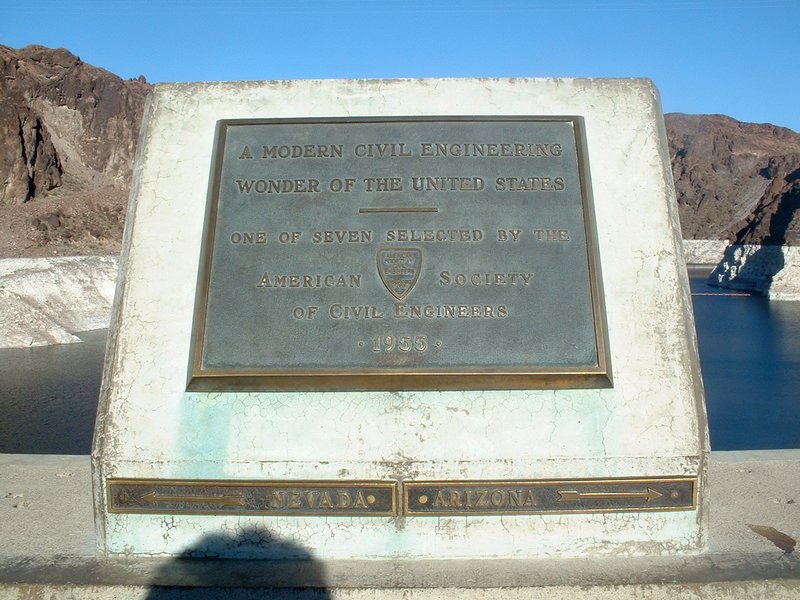 A MODERN CIVIL ENGINEERING
WONDER OF THE UNITED STATES
ONE OF SEVEN SELECTED BY THE
AMERICAN SOCIETY
OF CIVIL ENGINEERS
· 1955 ·
NEVADA
ARIZONA